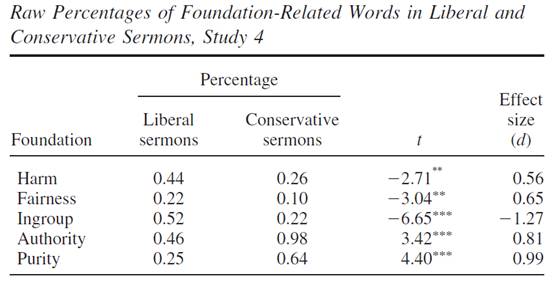 Raw Percentages of Foundation-Related Words in Liberal and
Conservative Sermons, Study 4
Percentage
Effect
Liberal Conservative size
Foundation sermons sermons t (d)
Harm 0.44 0.26 −2.71** 0.56
Fairness 0.22 0.10 −3.04** 0.65
Ingroup 0.52 0.22 −6.65*** −1.27
Authority 0.46 0.98 3.42*** 0.81
Purity 0.25 0.64 4.40*** 0.99